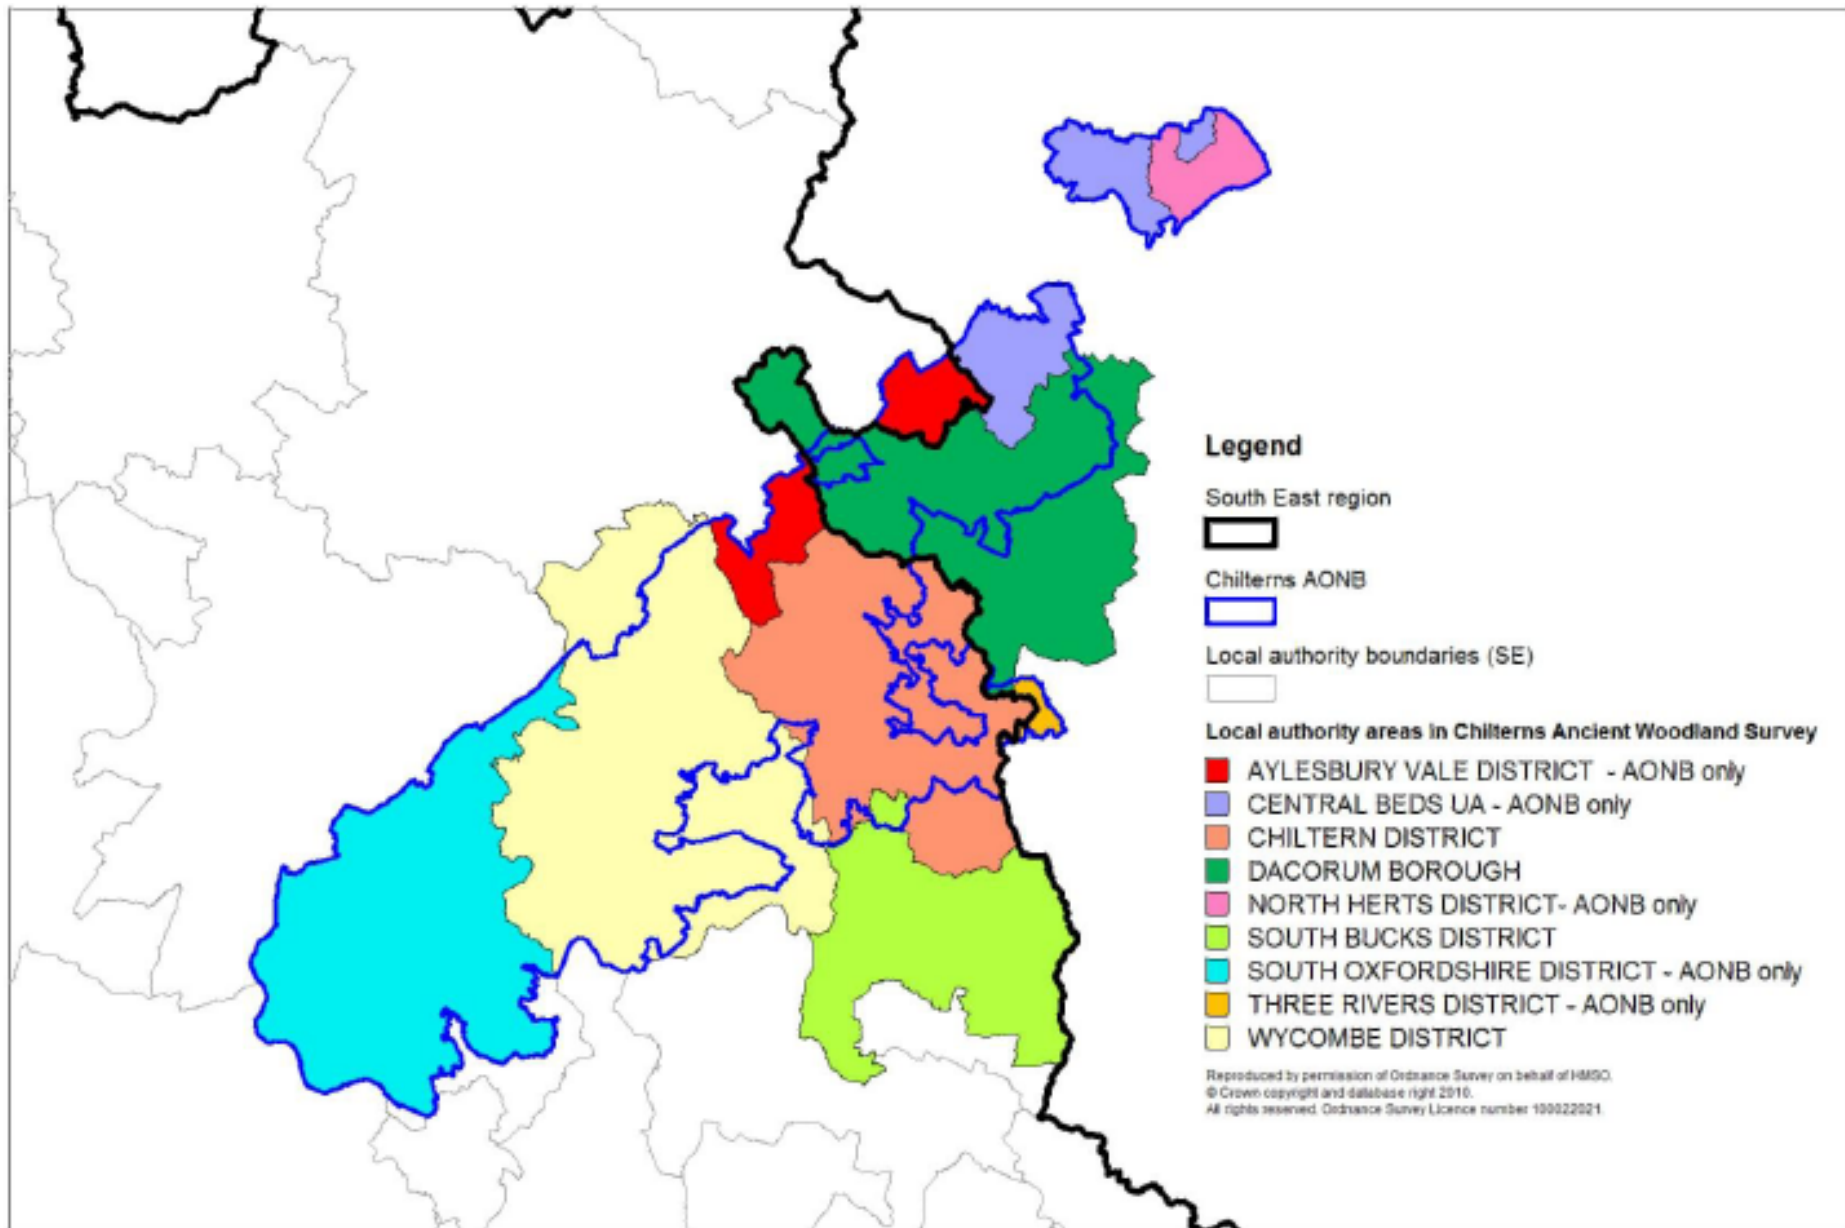 Legend
South East region
Chilterns AONB
Local authority boundaries (SE)
Local authority areas in Chilterns Ancient Woodland Survey
AYLESBURY VALE DISTRICT - AONB only
CENTRAL BEDS UA - AONB only
CHILTERN DISTRICT
DACORUM BOROUGH
NORTH HERTS DISTRICT- AONB only
SOUTH BUCKS DISTRICT
SOUTH OXFORDSHIRE DISTRICT - AONB only
THREE RIVERS DISTRICT - AONB only
WYCOMBE DISTRICT
Reproduced by permission of Ordnance Survey on behalf of HMSO.
© Crown copyright and database right 2010.
All rights reserved. Ordnance Survey Licence number 100022021.